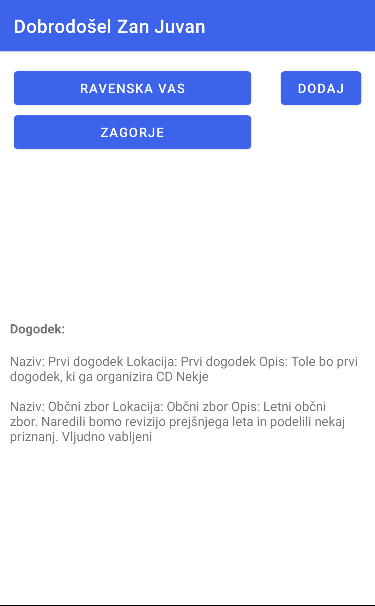 Dobrodošel Zan Juvan
RAVENSKA VAS
DODAJ
ZAGORJE
Dogodek:
Naziv: Prvi dogodek Lokacija: Prvi dogodek Opis: Tole bo prvi
dogodek, ki ga organizira CD Nekje
Naziv: Občni zbor Lokacija: Občni zbor Opis: Letni občni
zbor. Naredili bomo revizijo prejšnjega leta in podelili nekaj
priznanj. Vljudno vabljeni